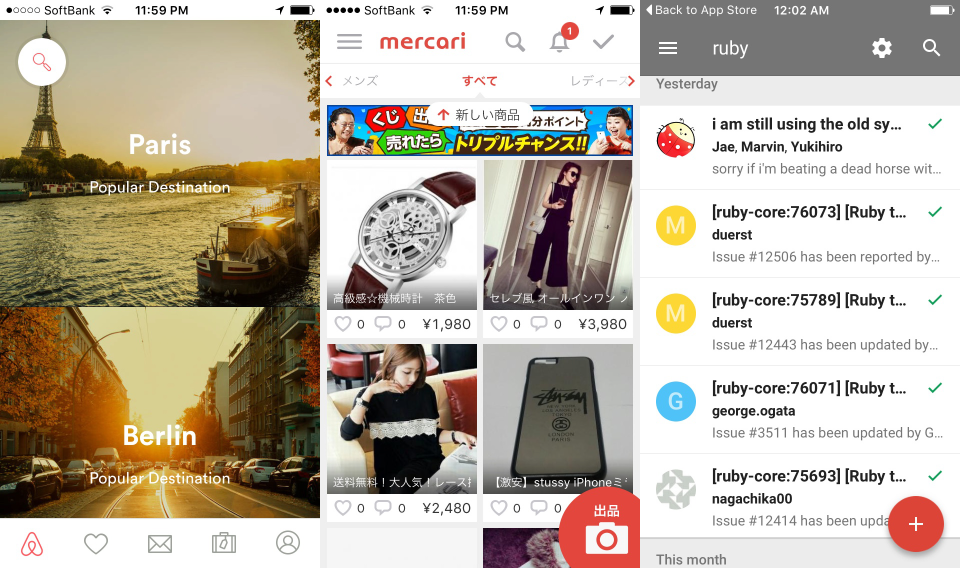 SoftBank 11:59 PM
Paris
Popular Destination
Berlin
Popular Destination
SoftBank 11:59 PM
mercari
1
メンズ すべて レディース
新しい商品
くじ
売れたら トリプルチャンス!!
高級感☆機械時計 茶色
0 0 ¥1,980
セレブ風 オールインワン ノ
0 0 ¥3,980
送料無料！大人気！レース
0 0 ¥2,480
【激安】stussy iPhoneミ
stussy
LONDON
PARIS
0
出品
Back to App Store 12:02 AM
ruby
Yesterday
i am still using the old sy...
Jae, Marvin, Yukihiro
sorry if i'm beating a dead horse wit...
M
[ruby-core:76073] [Ruby t...
duerst
Issue #12506 has been reported by...
M
[ruby-core:75789] [Ruby t...
duerst
Issue #12443 has been updated by...
G
[ruby-core:76071] [Ruby t...
george.ogata
Issue #3511 has been updated by G...
[ruby-core:75693] [Ruby t...
nagachika00
Issue #12414 has been upda
This month